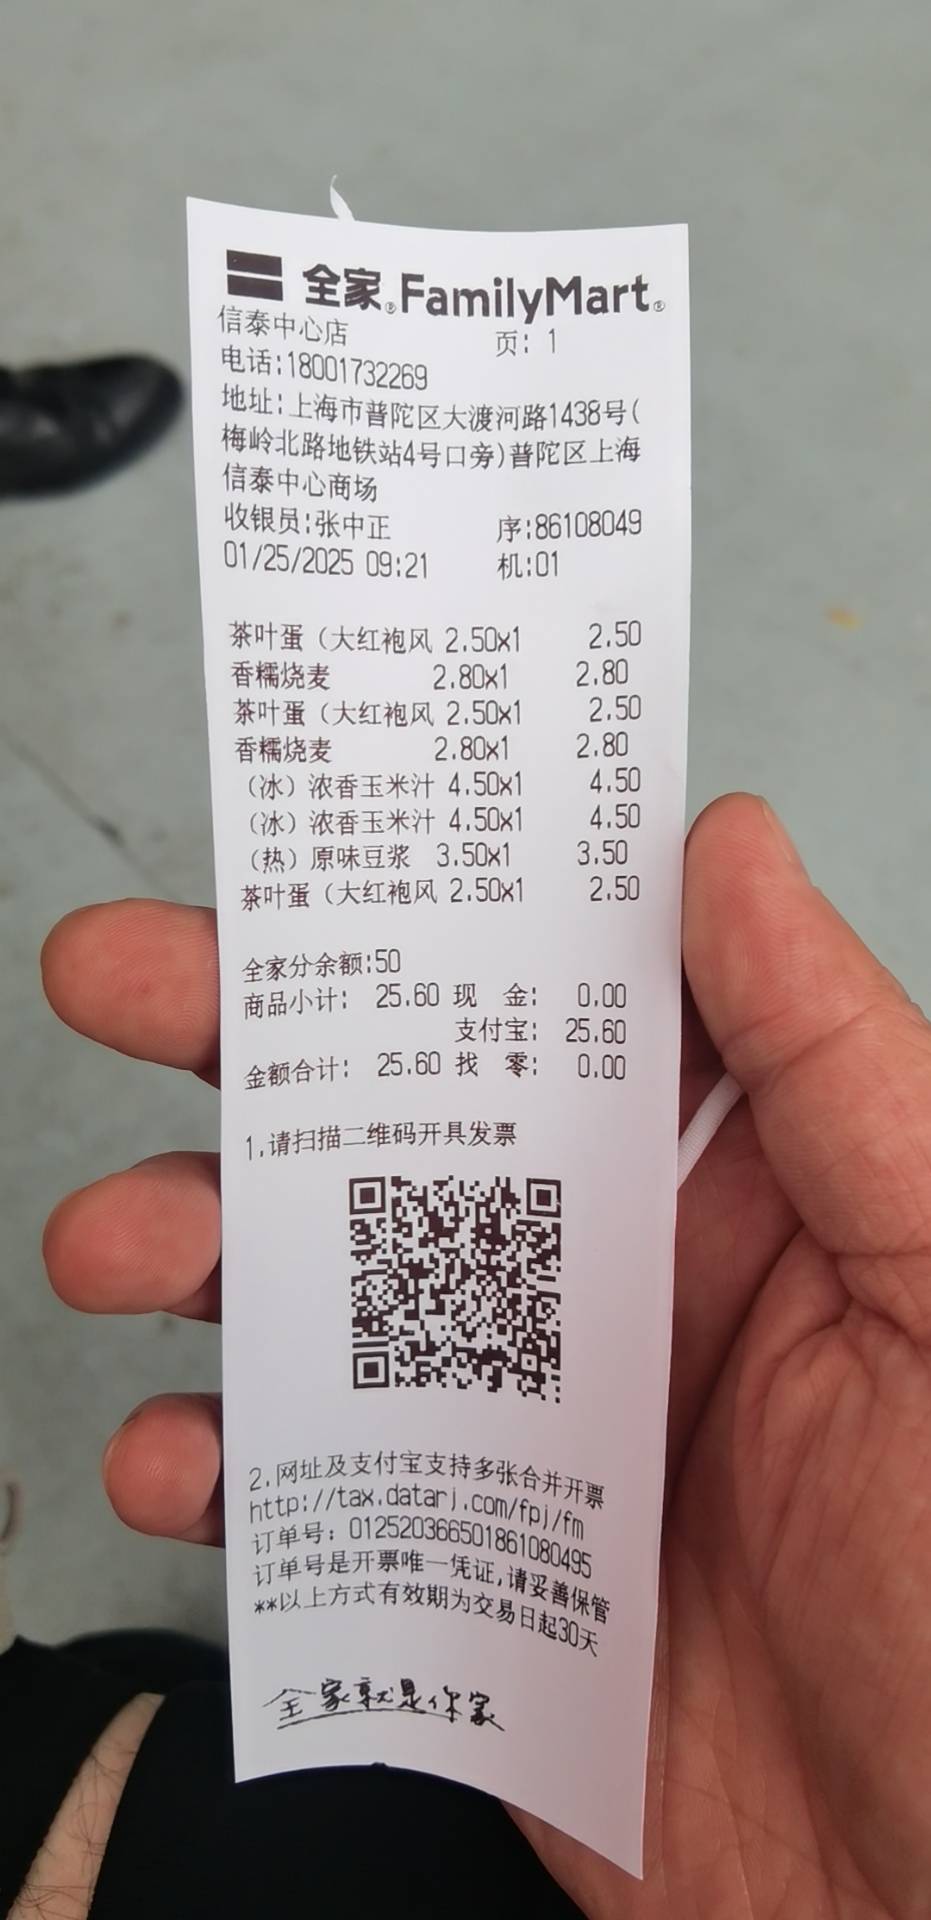 全家®FamilyMart®
信泰中心店 页: 1
电话:18001732269
地址:上海市普陀区大渡河路1438号(
梅岭北路地铁站4号口旁)普陀区上海
信泰中心商场
收银员:张中正 序:86108049
01/25/2025 09:21 机:01
茶叶蛋（大红袍风 2.50x1 2.50
香糯烧麦 2.80x1 2.80
茶叶蛋（大红袍风 2.50x1 2.50
香糯烧麦 2.80x1 2.80
（冰）浓香玉米汁 4.50x1 4.50
（冰）浓香玉米汁 4.50x1 4.50
（热）原味豆浆 3.50x1 3.50
茶叶蛋（大红袍风 2.50x1 2.50
全家分余额:50
商品小计: 25.60 现 金: 0.00
支付宝: 25.60
金额合计: 25.60 找 零: 0.00
1.请扫描二维码开具发票
2.网址及支付宝支持多张合并开票
http://tax.datarj.com/fpj/fm
订单号: 012520366501861080495
订单号是开票唯一凭证,请妥善保管
**以上方式有效期为交易日起30天
全家就是你家